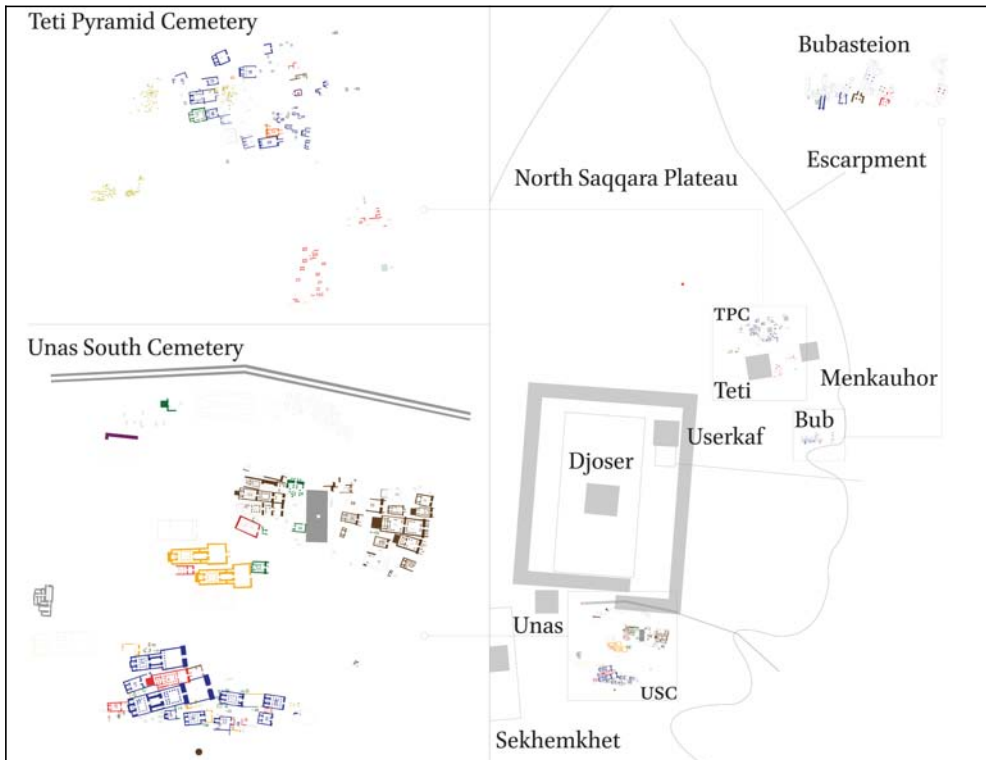 Teti Pyramid Cemetery
Bubasteion
Escarpment
North Saqqara Plateau
TPC
Teti
Menkauhor
Unas South Cemetery
Userkaf
Bub
Djoser
Unas
USC
Sekhemkhet